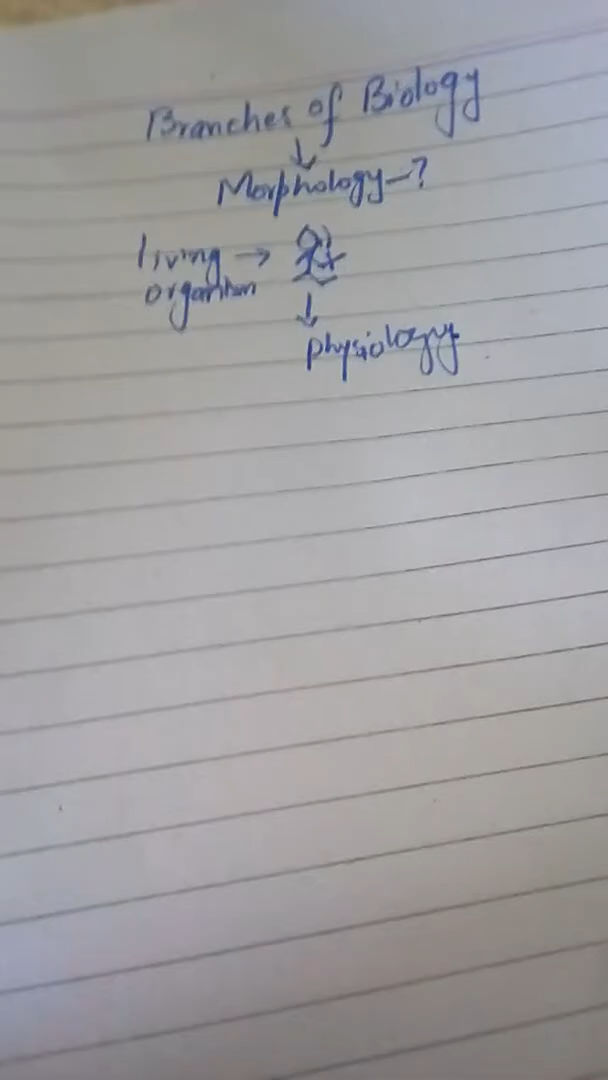 Branches of Biology
↓
Morphology-?
living →
organism
↓
physiology